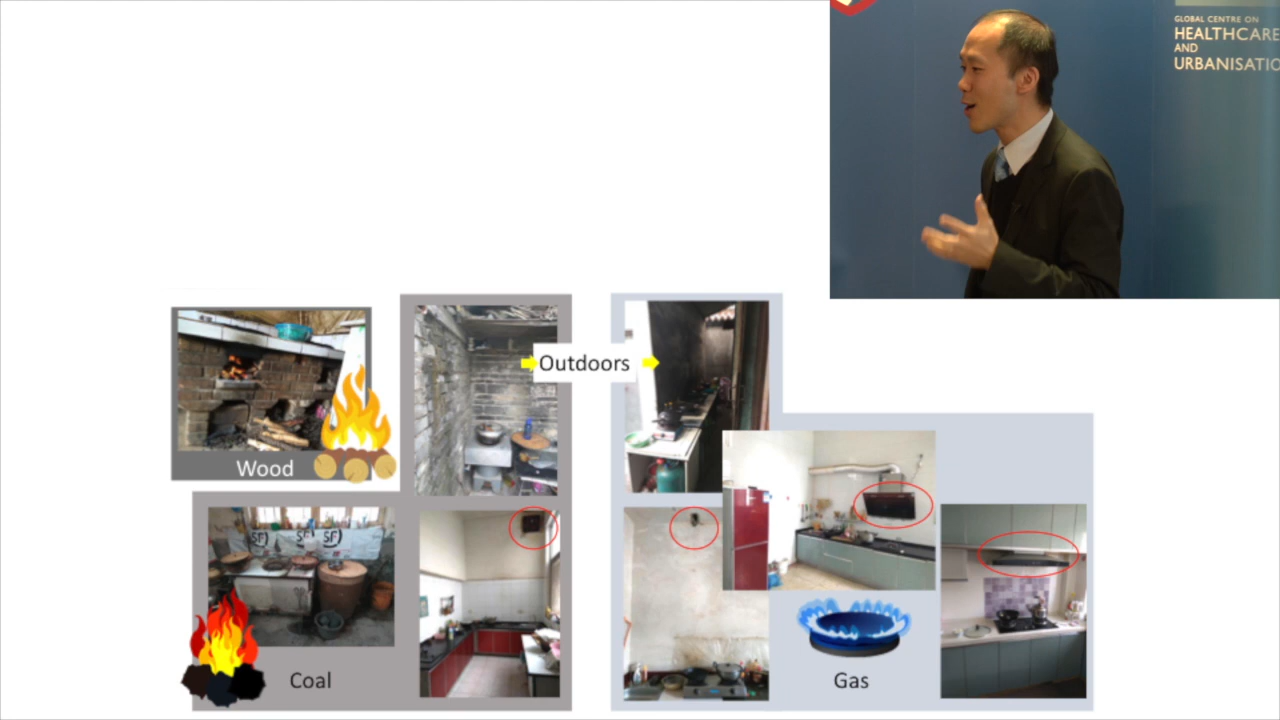 GLOBAL CENTRE ON
HEALTHCARE
AND
URBANISATIO
Outdoors
Wood
Coal
Gas